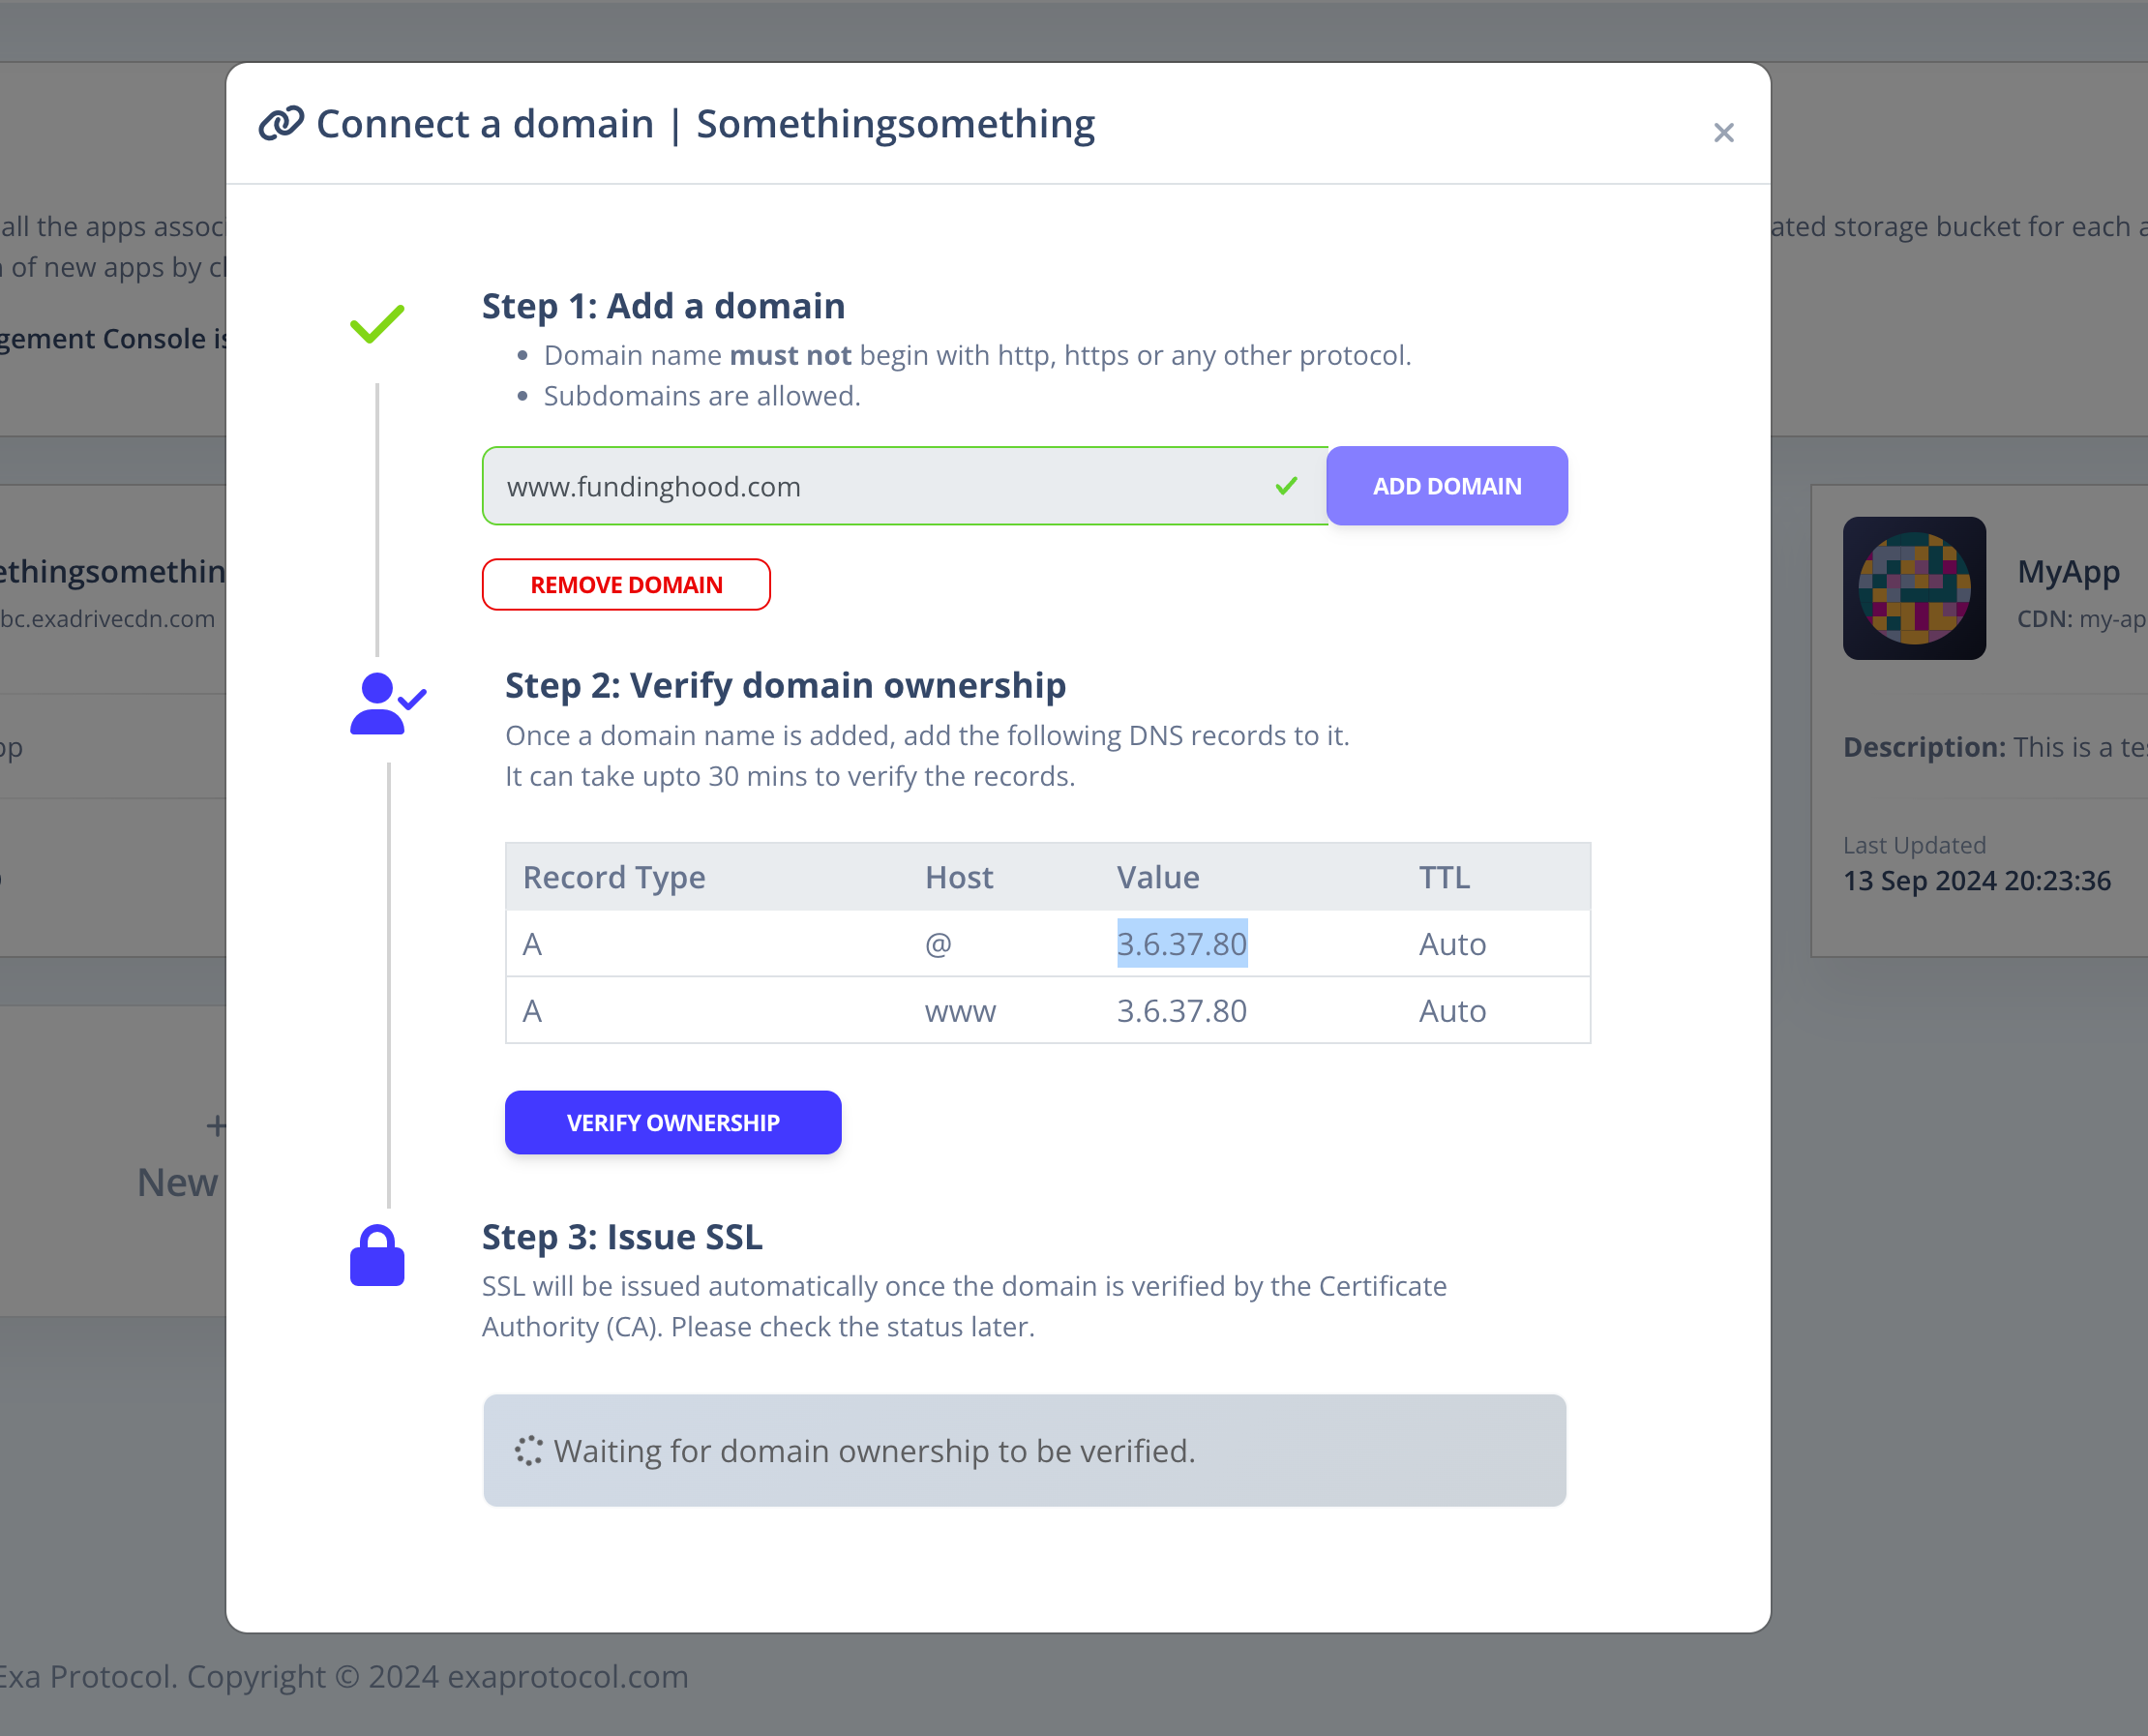 Connect a domain | Somethingsomething
all the apps assoc
ated storage bucket for each a
of new apps by cl
gement Console is
Step 1: Add a domain
Domain name must not begin with http, https or any other protocol.
Subdomains are allowed.
www.fundinghood.com
ADD DOMAIN
REMOVE DOMAIN
ethingsomethin
bc.exadrivecdn.com
MyApp
CDN: my-ap
Description: This is a te
Last Updated
13 Sep 2024 20:23:36
Step 2: Verify domain ownership
Once a domain name is added, add the following DNS records to it.
It can take upto 30 mins to verify the records.
Record Type Host Value TTL
A @ 3.6.37.80 Auto
A www 3.6.37.80 Auto
VERIFY OWNERSHIP
+
New
Step 3: Issue SSL
SSL will be issued automatically once the domain is verified by the Certificate
Authority (CA). Please check the status later.
Waiting for domain ownership to be verified.
Exa Protocol. Copyright © 2024 exaprotocol.com